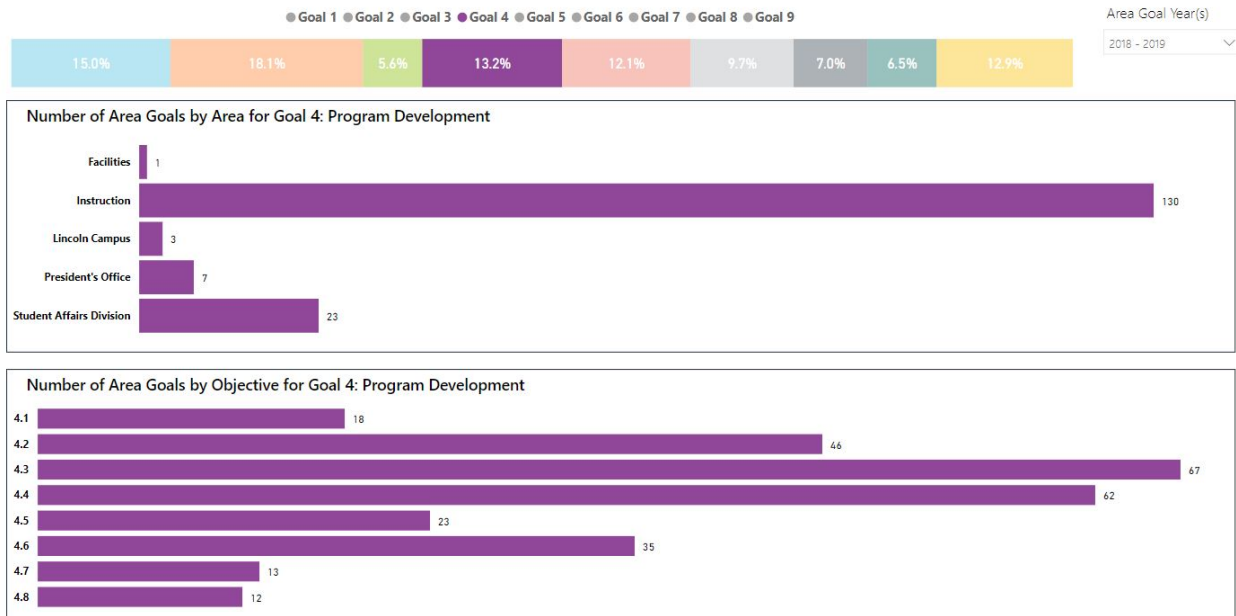 Goal 1 Goal 2 Goal 3 Goal 4 Goal 5 Goal 6 Goal 7 Goal 8 Goal 9
Area Goal Year(s)
2018 - 2019
15.0% 18.1% 5.6% 13.2% 12.1% 9.7% 7.0% 6.5% 12.9%
Number of Area Goals by Area for Goal 4: Program Development
Facilities 1
Instruction 130
Lincoln Campus 3
President's Office 7
Student Affairs Division 23
Number of Area Goals by Objective for Goal 4: Program Development
4.1 18
4.2 46
4.3 67
4.4 62
4.5 23
4.6 35
4.7 13
4.8 12